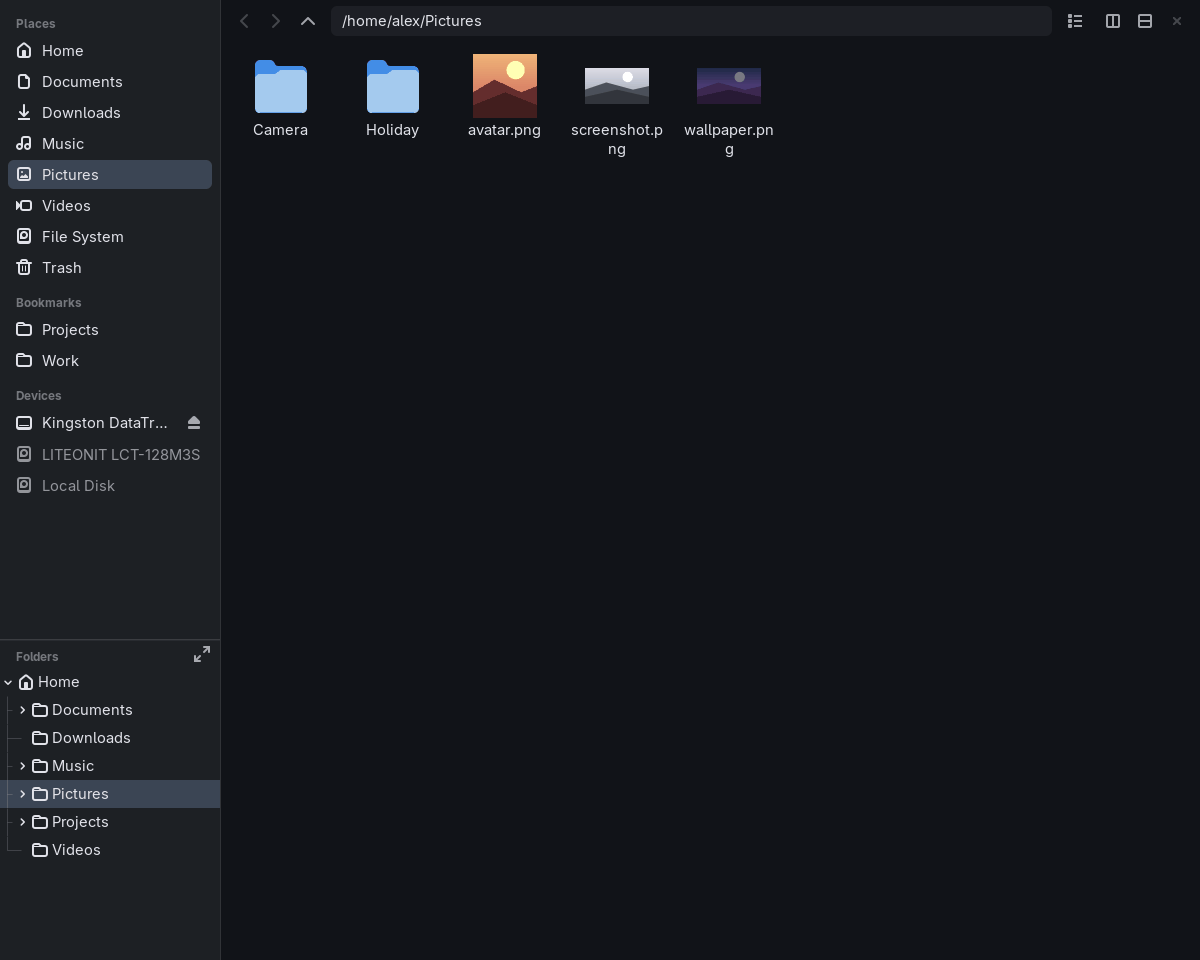 Places
Home
Documents
Downloads
Music
Pictures
Videos
File System
Trash
Bookmarks
Projects
Work
Devices
Kingston DataTr...
LITEONIT LCT-128M3S
Local Disk
Folders
Home
Documents
Downloads
Music
Pictures
Projects
Videos
/home/alex/Pictures
Camera
Holiday
avatar.png
screenshot.p
ng
wallpaper.pn
g